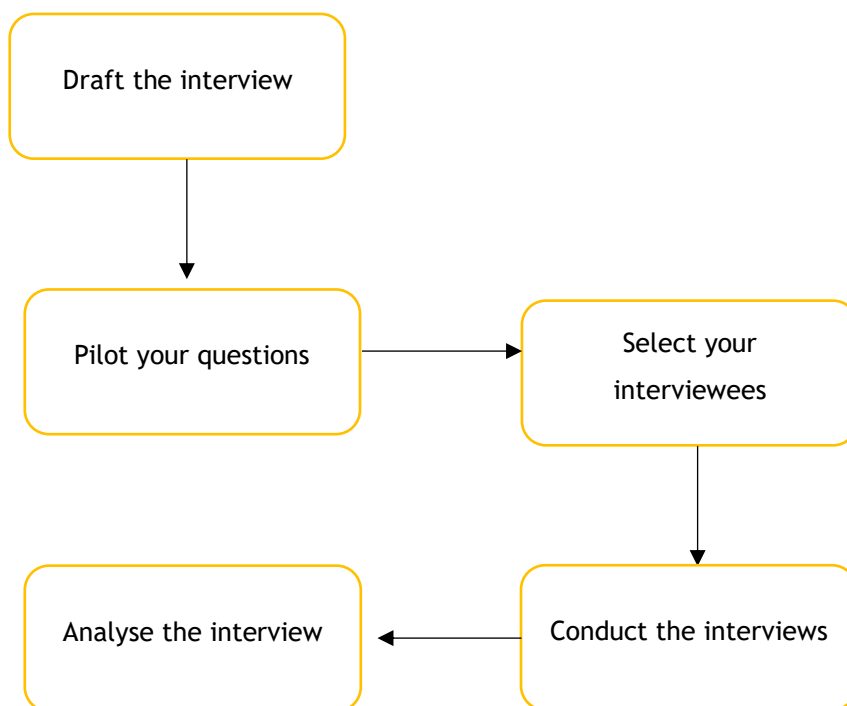 Draft the interview
Pilot your questions
Select your
interviewees
Conduct the interviews
Analyse the interview